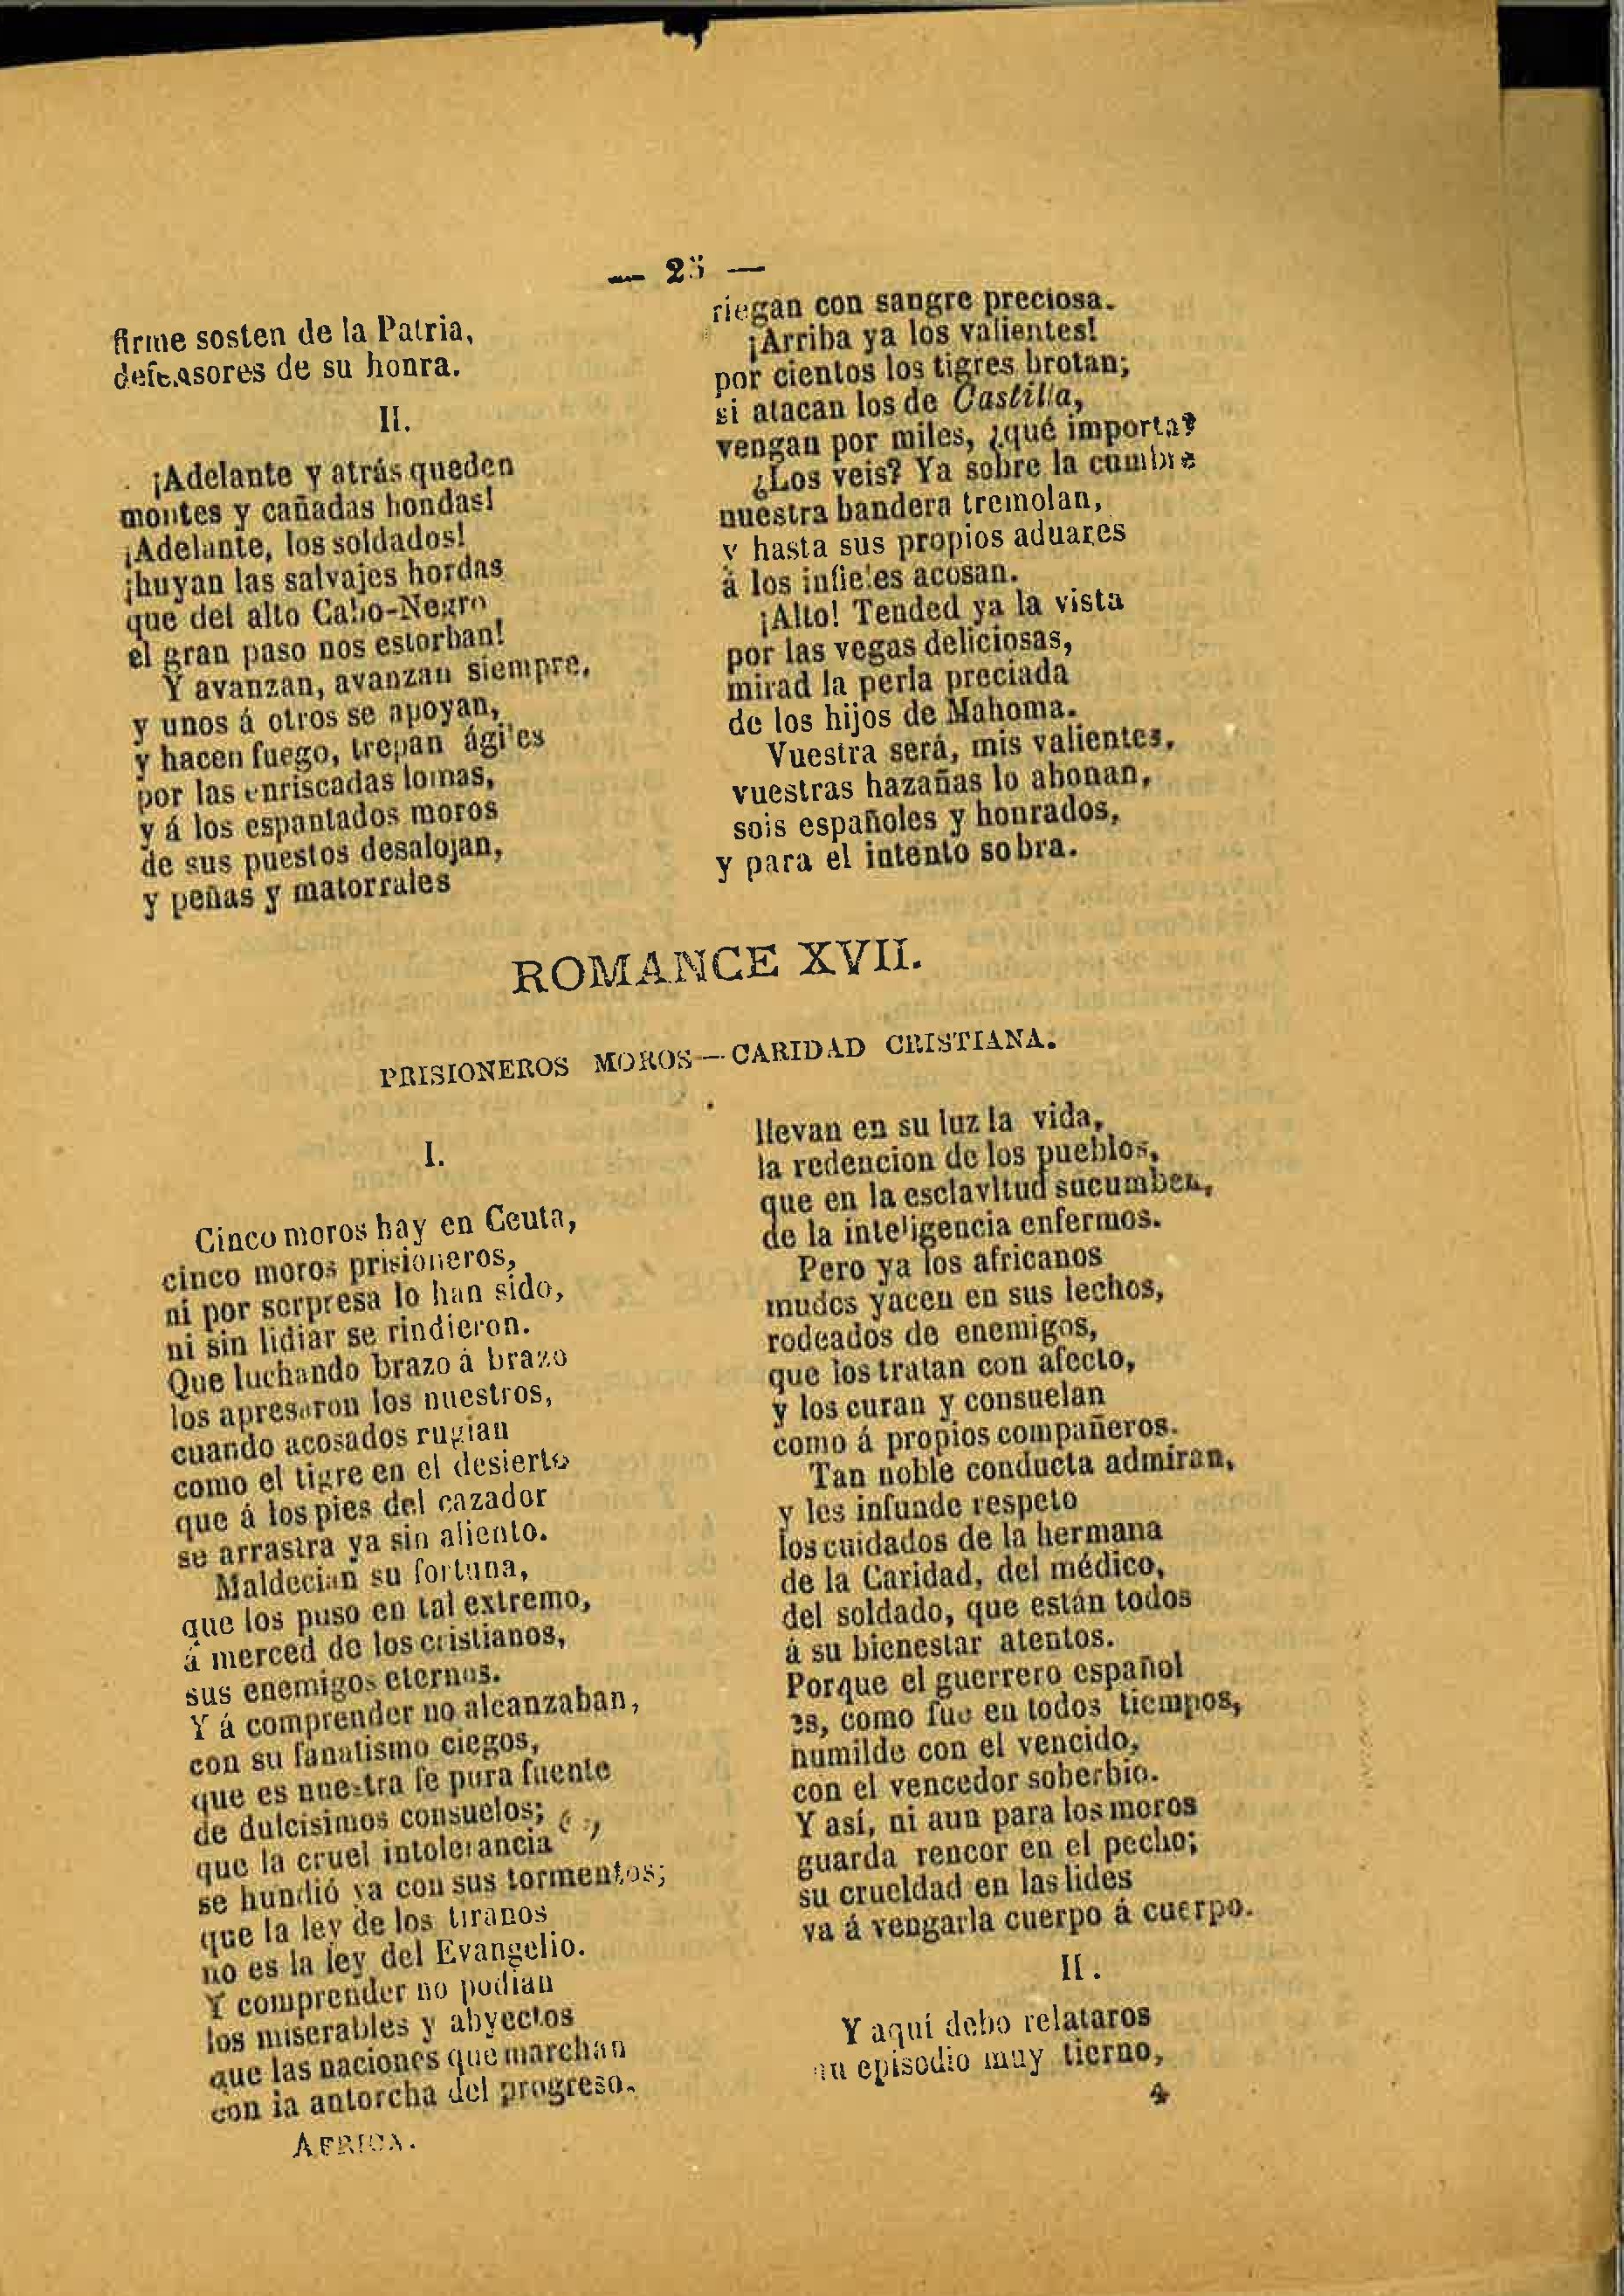 — 25 —
firme sosten de la Patria,
defensores de su honra.
II.
¡Adelante y atrás queden
montes y cañadas hondas!
¡Adelante, los soldados!
¡huyan las salvajes hordas
que del alto Cabo-Negro
el gran paso nos estorban!
Y avanzan, avanzan siempre,
y unos á otros se apoyan,
y hacen fuego, trepan ágiles
por las enriscadas lomas,
y á los espantados moros
de sus puestos desalojan,
y peñas y matorrales
riegan con sangre preciosa.
¡Arriba ya los valientes!
por cientos los tigres brotan;
si atacan los de Castilla,
vengan por miles, ¿qué importa?
¿Los veis? Ya sobre la cumbre
nuestra bandera tremolan,
y hasta sus propios aduares
á los infieles acosan.
¡Alto! Tended ya la vista
por las vegas deliciosas,
mirad la perla preciada
de los hijos de Mahoma.
Vuestra será, mis valientes,
vuestras hazañas lo abonan,
sois españoles y honrados,
y para el intento sobra.
ROMANCE XVII.
PRISIONEROS MOROS—CARIDAD CRISTIANA.
I.
Cinco moros hay en Ceuta,
cinco moros prisioneros,
ni por sorpresa lo han sido,
ni sin lidiar se rindieron.
Que luchando brazo á brazo
los apresaron los nuestros,
cuando acosados rugian
como el tigre en el desierto
que á los pies del cazador
se arrastra ya sin aliento.
Maldecian su fortuna,
que los puso en tal extremo,
á merced de los cristianos,
sus enemigos eternos.
Y á comprender no alcanzaban,
con su fanatismo ciegos,
que es nuestra fe pura fuente
de dulcísimos consuelos;
que la cruel intolerancia
se hundió ya con sus tormentos;
que la ley de los tiranos
no es la ley del Evangelio.
Y comprender no podian
los miserables y abyectos
que las naciones que marchan
con la antorcha del progreso,
llevan en su luz la vida,
la redencion de los pueblos,
que en la esclavltud sucumben,
de la inteligencia enfermos.
Pero ya los africanos
mudos yacen en sus lechos,
rodeados de enemigos,
que los tratan con afecto,
y los curan y consuelan
como á propios compañeros.
Tan noble conducta admiran,
y les infunde respeto
los cuidados de la hermana
de la Caridad, del médico,
del soldado, que están todos
á su bienestar atentos.
Porque el guerrero español
es, como fue en todos tiempos,
humilde con el vencido,
con el vencedor soberbio.
Y así, ni aun para los moros
guarda rencor en el pecho;
su crueldad en las lides
va á vengarla cuerpo á cuerpo.
II.
Y aquí debo relataros
un episodio muy tierno,
AFRICA.
4